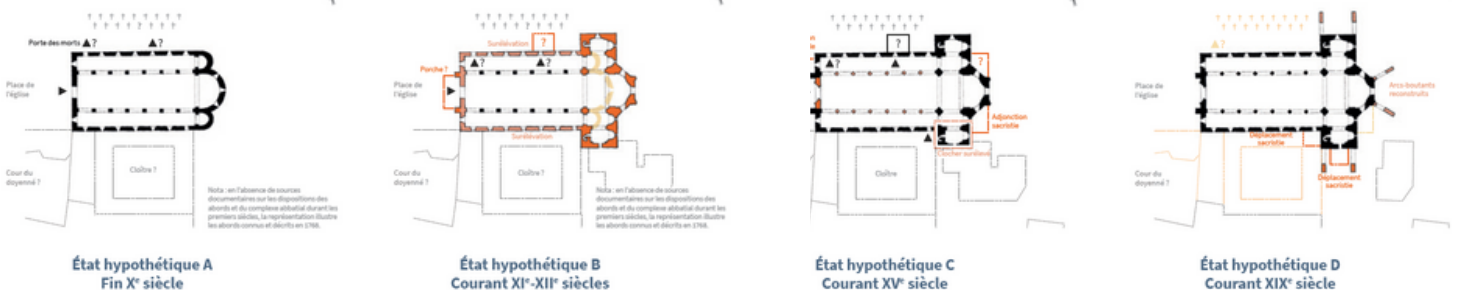 Porte des morts ?
?
Place de
l'église
Cloître ?
Cour du
doyenné ?
Nota : en l'absence de sources
documentaires sur les dispositions des
abords et du complexe abbatial durant les
premiers siècles, la représentation illustre
les abords connus et décrits en 1768.
État hypothétique A
Fin Xᵉ siècle
Surélévation
?
?
?
Porche ?
Place de
l'église
Surélévation
Cloître ?
Cour du
doyenné ?
Nota : en l'absence de sources
documentaires sur les dispositions des
abords et du complexe abbatial durant les
premiers siècles, la représentation illustre
les abords connus et décrits en 1768.
État hypothétique B
Courant XIᵉ-XIIᵉ siècles
?
?
?
Adjonction
sacristie
Clocher surélevé
Cloître
État hypothétique C
Courant XVᵉ siècle
?
Place de
l'église
Arcs-boutants
reconstruits
Déplacement
sacristie
Déplacement
sacristie
Cour du
doyenné ?
État hypothétique D
Courant XIXᵉ siècle